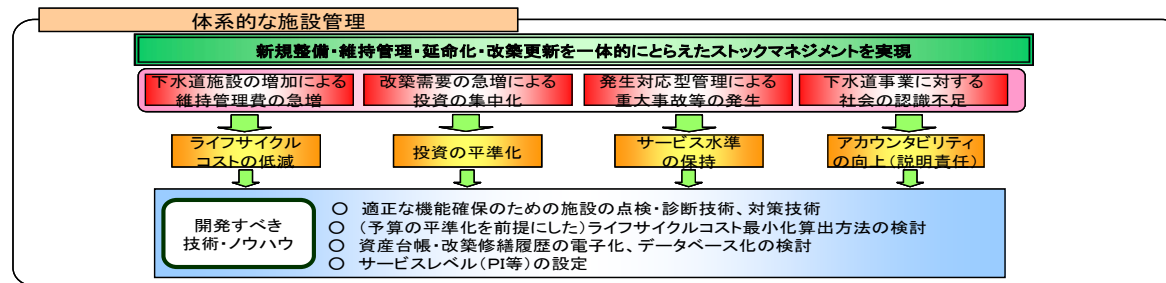 体系的な施設管理
新規整備・維持管理・延命化・改築更新を一体的にとらえたストックマネジメントを実現
下水道施設の増加による
維持管理費の急増
改築需要の急増による
投資の集中化
発生対応型管理による
重大事故等の発生
下水道事業に対する
社会の認識不足
ライフサイクル
コストの低減
投資の平準化
サービス水準
の保持
アカウンタビリティ
の向上(説明責任)
開発すべき
技術・ノウハウ
○ 適正な機能確保のための施設の点検・診断技術、対策技術
○ (予算の平準化を前提にした)ライフサイクルコスト最小化算出方法の検討
○ 資産台帳・改築修繕履歴の電子化、データベース化の検討
○ サービスレベル(PI等)の設定